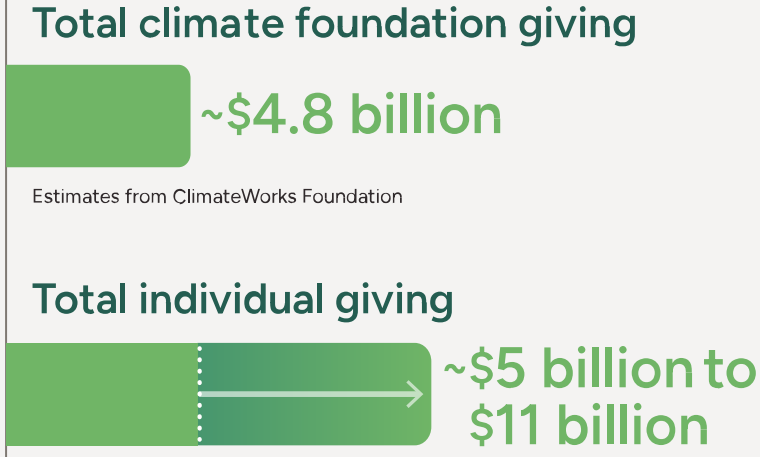 Total climate foundation giving
~$4.8 billion
Estimates from ClimateWorks Foundation
Total individual giving
~$5 billion to
$11 billion